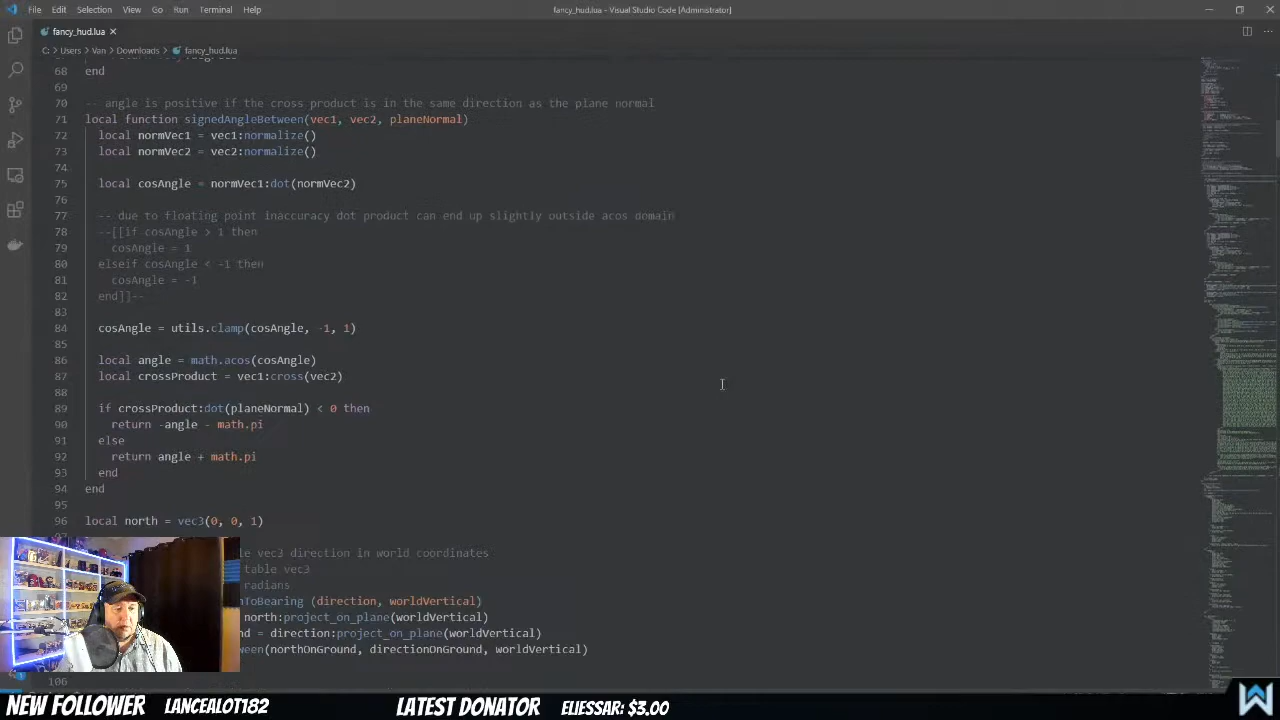 File Edit Selection View Go Run Terminal Help
fancy_hud.lua - Visual Studio Code [Administrator]
fancy_hud.lua
C: > Users > Van > Downloads > fancy_hud.lua
68 end
69
70 -- angle is positive if the cross product is in the same direction as the plane normal
71 local function signedAngleBetween(vec1, vec2, planeNormal)
72 local normVec1 = vec1:normalize()
73 local normVec2 = vec2:normalize()
74
75 local cosAngle = normVec1:dot(normVec2)
76
77 -- due to floating point inaccuracy dot product can end up slightly outside acos domain
78 --[[if cosAngle > 1 then
79 cosAngle = 1
80 elseif cosAngle < -1 then
81 cosAngle = -1
82 end]]--
83
84 cosAngle = utils.clamp(cosAngle, -1, 1)
85
86 local angle = math.acos(cosAngle)
87 local crossProduct = vec1:cross(vec2)
88
89 if crossProduct:dot(planeNormal) < 0 then
90 return -angle - math.pi
91 else
92 return angle + math.pi
93 end
94 end
95
96 local north = vec3(0, 0, 1)
le vec3 direction in world coordinates
table vec3
radians
nToBearing (direction, worldVertical)
north:project_on_plane(worldVertical)
nd = direction:project_on_plane(worldVertical)
ween(northOnGround, directionOnGround, worldVertical)
106
NEW FOLLOWER LANCEALOT182 LATEST DONATOR ELIESSAR: $3.00